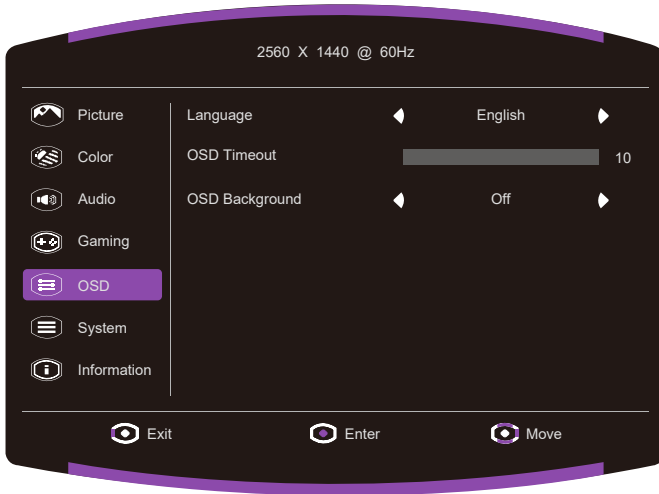 2560 X 1440 @ 60Hz
Picture
Color
Audio
Gaming
OSD
System
Information
Language English
OSD Timeout 10
OSD Background Off
Exit Enter Move